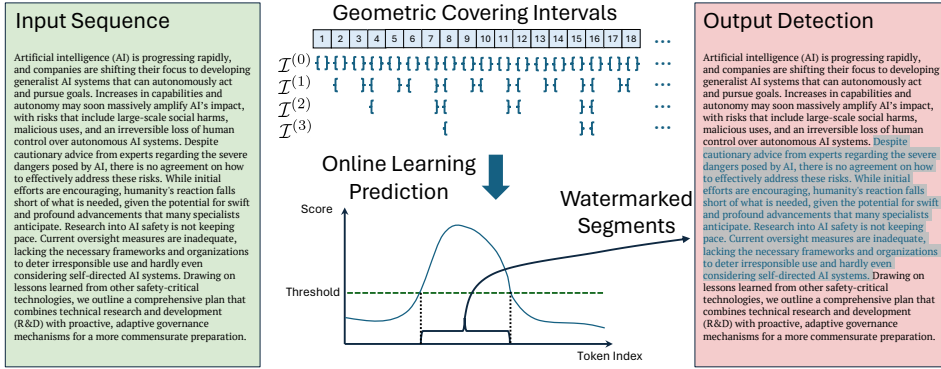 Input Sequence
Artificial intelligence (AI) is progressing rapidly,
and companies are shifting their focus to developing
generalist AI systems that can autonomously act
and pursue goals. Increases in capabilities and
autonomy may soon massively amplify AI's impact,
with risks that include large-scale social harms,
malicious uses, and an irreversible loss of human
control over autonomous AI systems. Despite
cautionary advice from experts regarding the severe
dangers posed by AI, there is no agreement on how
to effectively address these risks. While initial
efforts are encouraging, humanity's reaction falls
short of what is needed, given the potential for swift
and profound advancements that many specialists
anticipate. Research into AI safety is not keeping
pace. Current oversight measures are inadequate,
lacking the necessary frameworks and organizations
to deter irresponsible use and hardly even
considering self-directed AI systems. Drawing on
lessons learned from other safety-critical
technologies, we outline a comprehensive plan that
combines technical research and development
(R&D) with proactive, adaptive governance
mechanisms for a more commensurate preparation.
Geometric Covering Intervals
1 2 3 4 5 6 7 8 9 10 11 12 13 14 15 16 17 18 ...
I(0) { } { } { } { } { } { } { } { } { } { } { } { } { } { } { } { } { } { } ...
I(1) { } { } { } { } { } { } { } { } { ...
I(2) { } { } { } { ...
I(3) { } { ...
Online Learning
Prediction
Watermarked
Segments
Score
Threshold
Token Index
Output Detection
Artificial intelligence (AI) is progressing rapidly,
and companies are shifting their focus to developing
generalist AI systems that can autonomously act
and pursue goals. Increases in capabilities and
autonomy may soon massively amplify AI's impact,
with risks that include large-scale social harms,
malicious uses, and an irreversible loss of human
control over autonomous AI systems. Despite
cautionary advice from experts regarding the severe
dangers posed by AI, there is no agreement on how
to effectively address these risks. While initial
efforts are encouraging, humanity's reaction falls
short of what is needed, given the potential for swift
and profound advancements that many specialists
anticipate. Research into AI safety is not keeping
pace. Current oversight measures are inadequate,
lacking the necessary frameworks and organizations
to deter irresponsible use and hardly even
considering self-directed AI systems. Drawing on
lessons learned from other safety-critical
technologies, we outline a comprehensive plan that
combines technical research and development
(R&D) with proactive, adaptive governance
mechanisms for a more commensurate preparation.